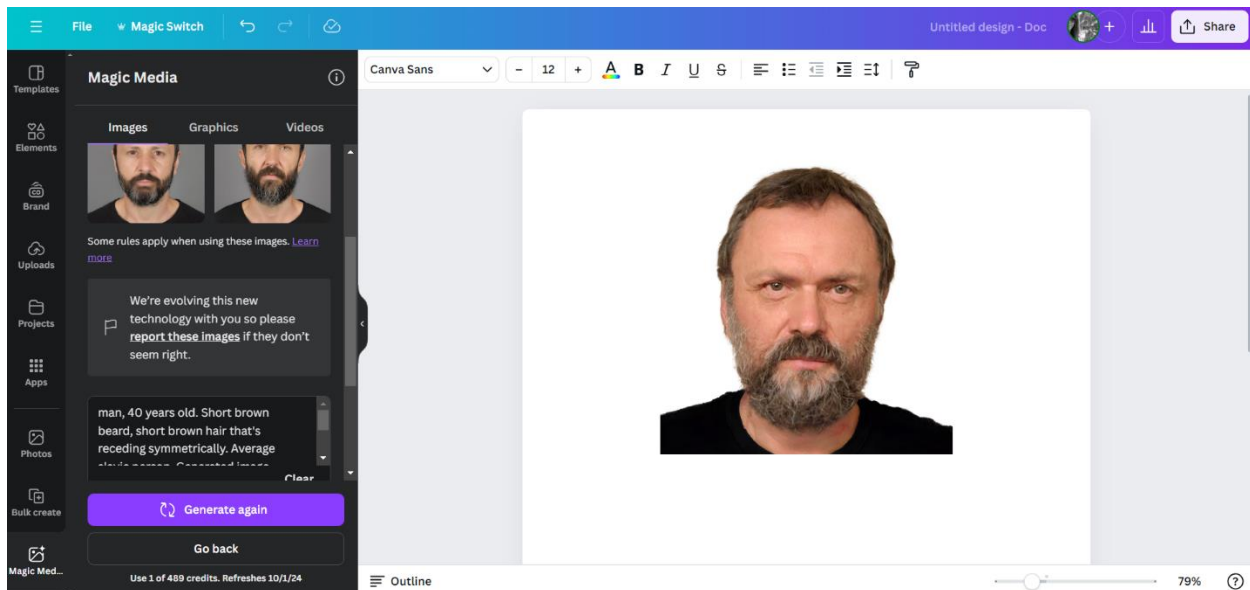 File
Magic Switch
Untitled design - Doc
+
Share
Templates
Elements
Brand
Uploads
Projects
Apps
Photos
Bulk create
Magic Med...
Magic Media
Images Graphics Videos
Some rules apply when using these images. Learn
more
We're evolving this new
technology with you so please
report these images if they don't
seem right.
man, 40 years old. Short brown
beard, short brown hair that's
receding symmetrically. Average
Clear
Generate again
Go back
Use 1 of 489 credits. Refreshes 10/1/24
Canva Sans - 12 + A B I U S
Outline
79% ?